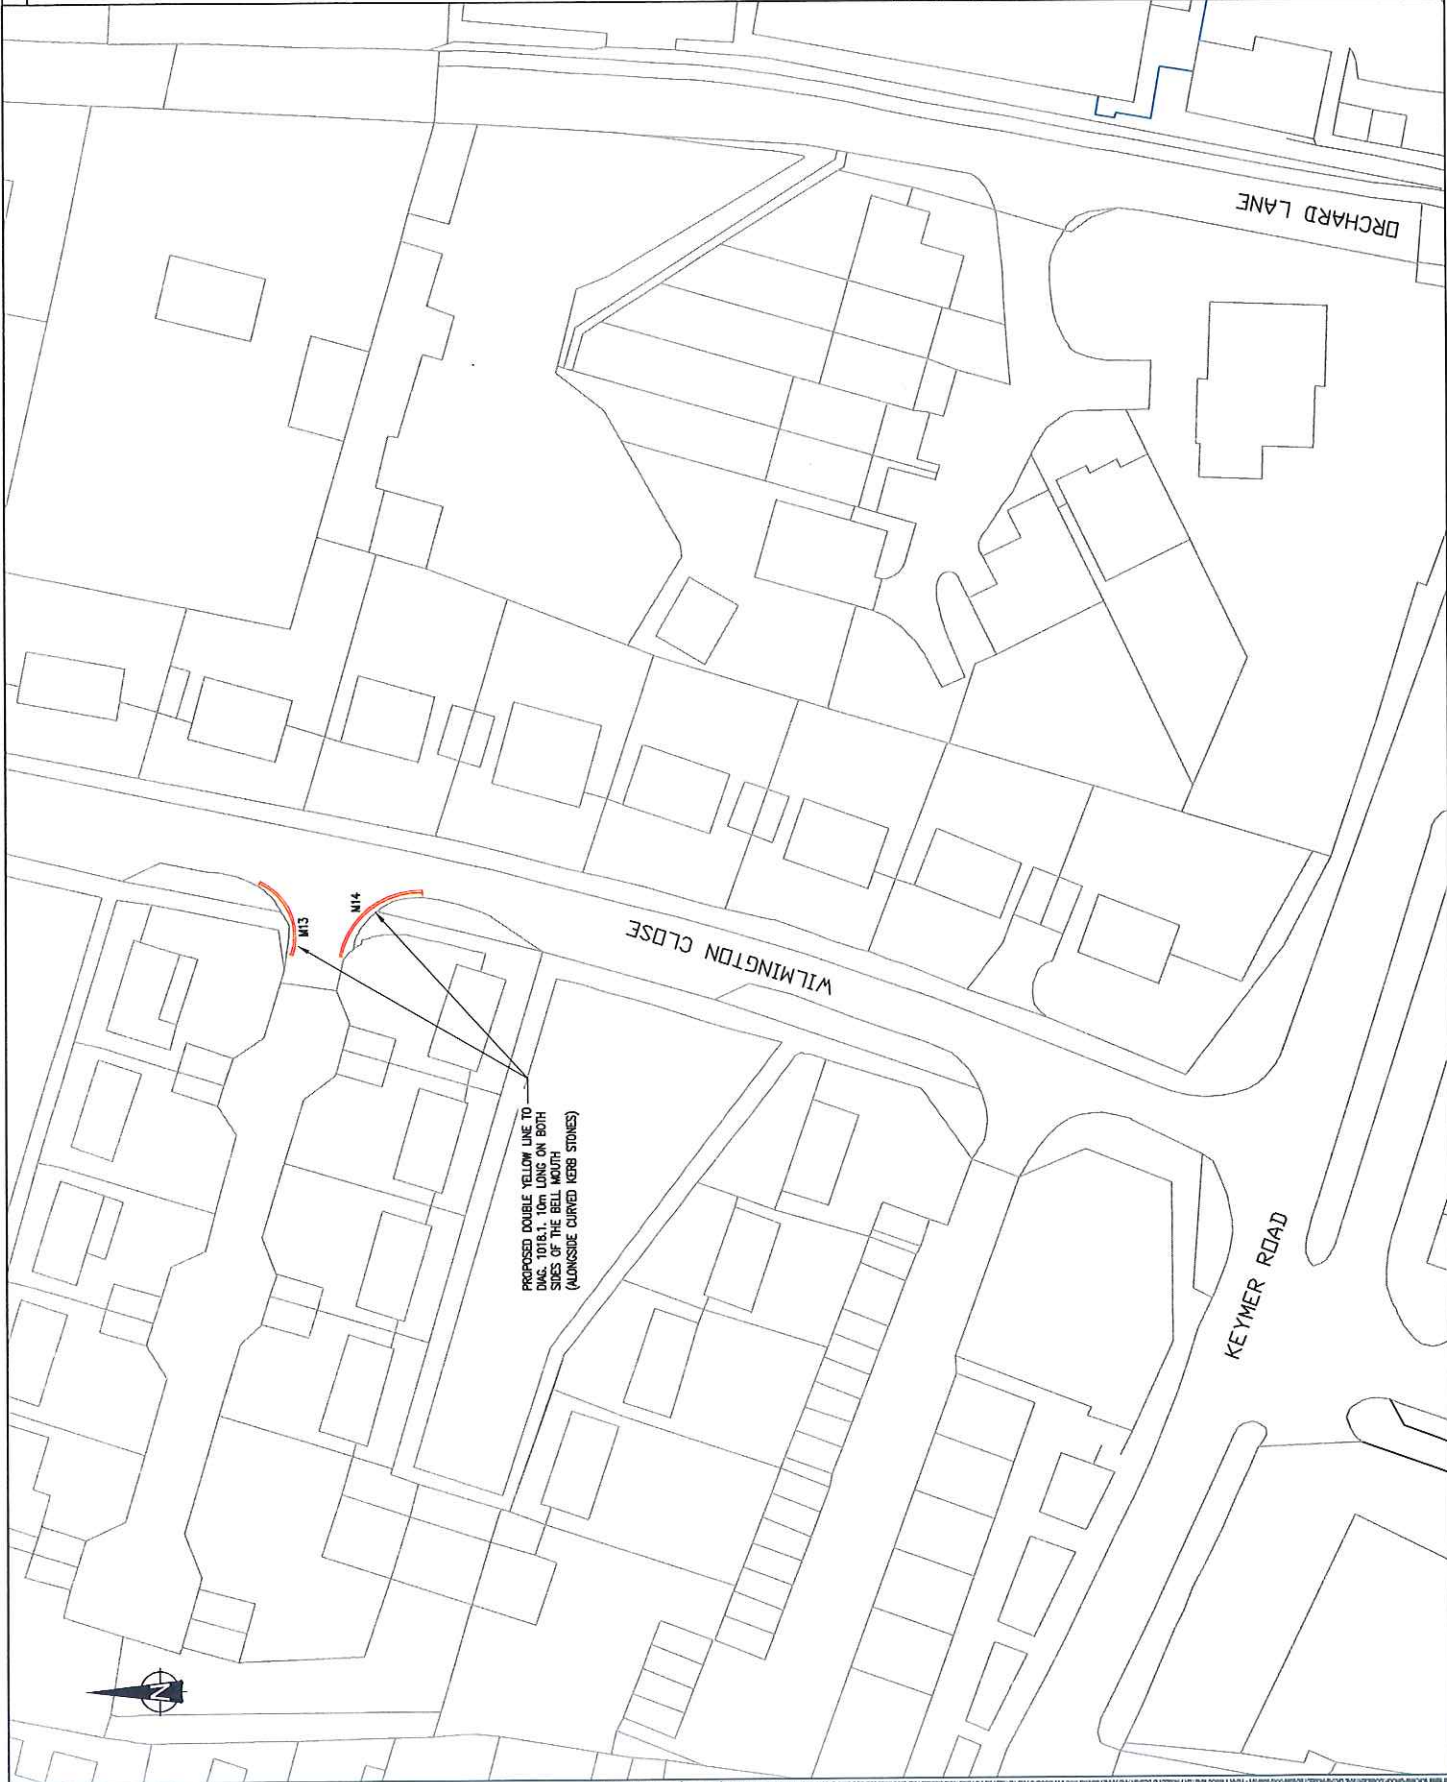 ORCHARD LANE
M13
M14
WILMINGTON CLOSE
PROPOSED DOUBLE YELLOW LINE TO
DIAG. 1018.1. 10m LONG ON BOTH
SIDES OF THE BELL MOUTH
(ALONGSIDE CURVED KERB STONES)
KEYMER ROAD
N